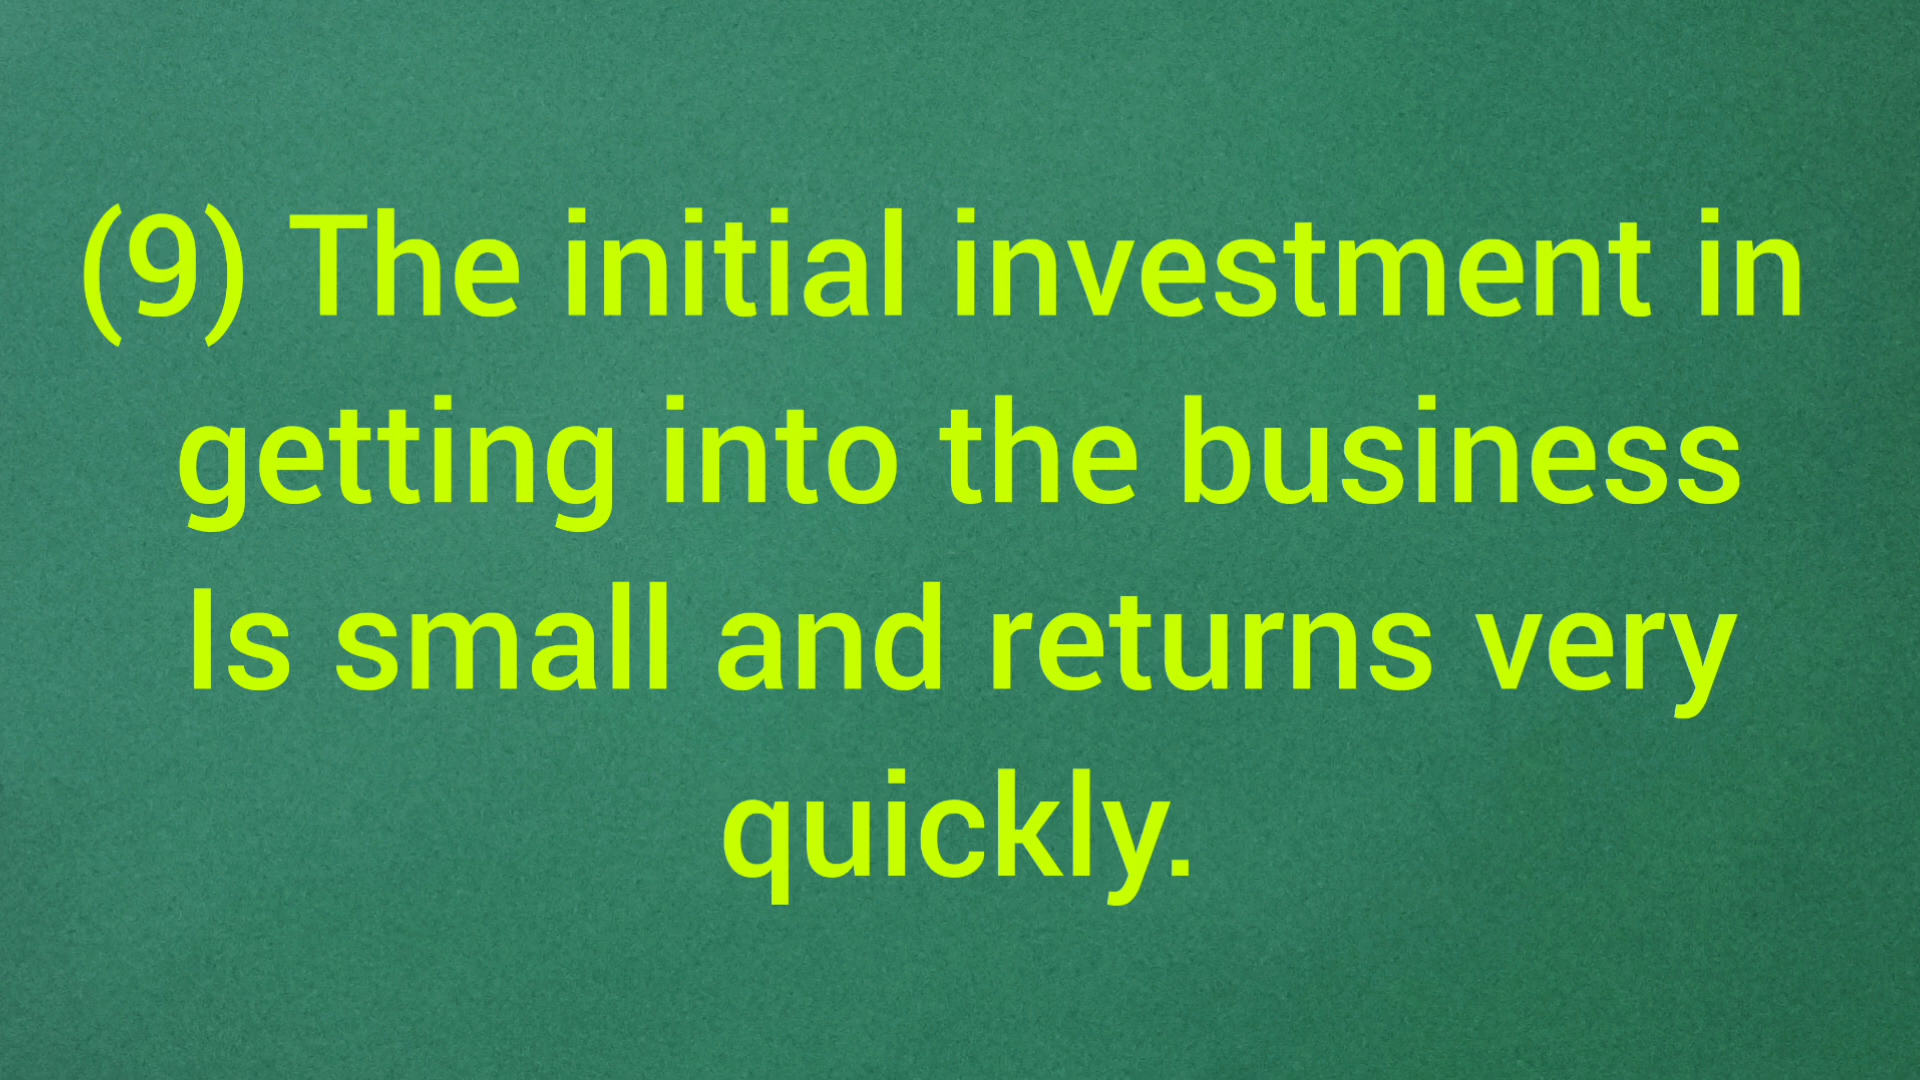 (9) The initial investment in
getting into the business
Is small and returns very
quickly.